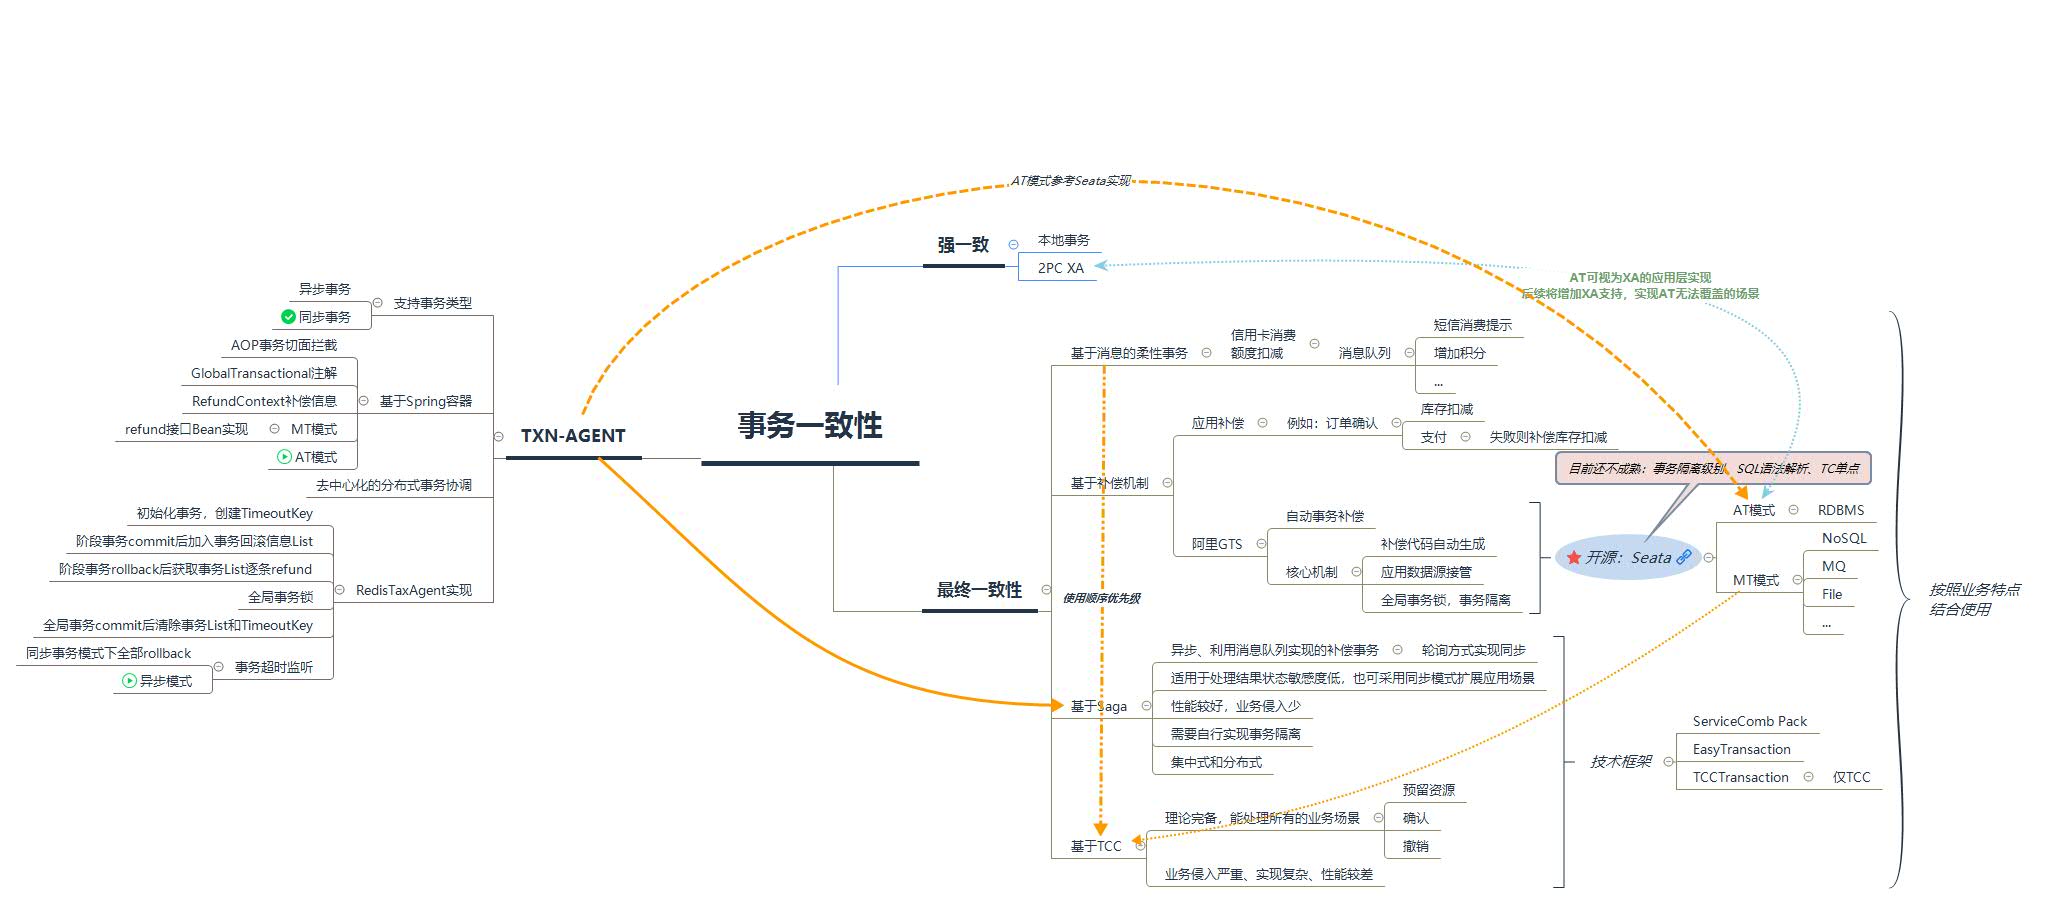 AT模式参考Seata实现
事务一致性
强一致
本地事务
2PC XA
AT可视为XA的应用层实现
后续将增加XA支持，实现AT无法覆盖的场景
TXN-AGENT
支持事务类型
异步事务
同步事务
基于Spring容器
AOP事务切面拦截
GlobalTransactional注解
RefundContext补偿信息
MT模式
refund接口Bean实现
AT模式
去中心化的分布式事务协调
RedisTaxAgent实现
初始化事务，创建TimeoutKey
阶段事务commit后加入事务回滚信息List
阶段事务rollback后获取事务List逐条refund
全局事务锁
全局事务commit后清除事务List和TimeoutKey
事务超时监听
同步事务模式下全部rollback
异步模式
最终一致性
使用顺序优先级
基于消息的柔性事务
信用卡消费
额度扣减
消息队列
短信消费提示
增加积分
...
基于补偿机制
应用补偿
例如：订单确认
库存扣减
支付
失败则补偿库存扣减
阿里GTS
自动事务补偿
核心机制
补偿代码自动生成
应用数据源接管
全局事务锁，事务隔离
目前还不成熟：事务隔离级别、SQL语法解析、TC单点
开源：Seata
AT模式
RDBMS
MT模式
NoSQL
MQ
File
...
基于Saga
异步、利用消息队列实现的补偿事务
轮询方式实现同步
适用于处理结果状态敏感度低，也可采用同步模式扩展应用场景
性能较好，业务侵入少
需要自行实现事务隔离
集中式和分布式
基于TCC
理论完备，能处理所有的业务场景
预留资源
确认
撤销
业务侵入严重、实现复杂、性能较差
技术框架
ServiceComb Pack
EasyTransaction
TCCTransaction
仅TCC
按照业务特点
结合使用